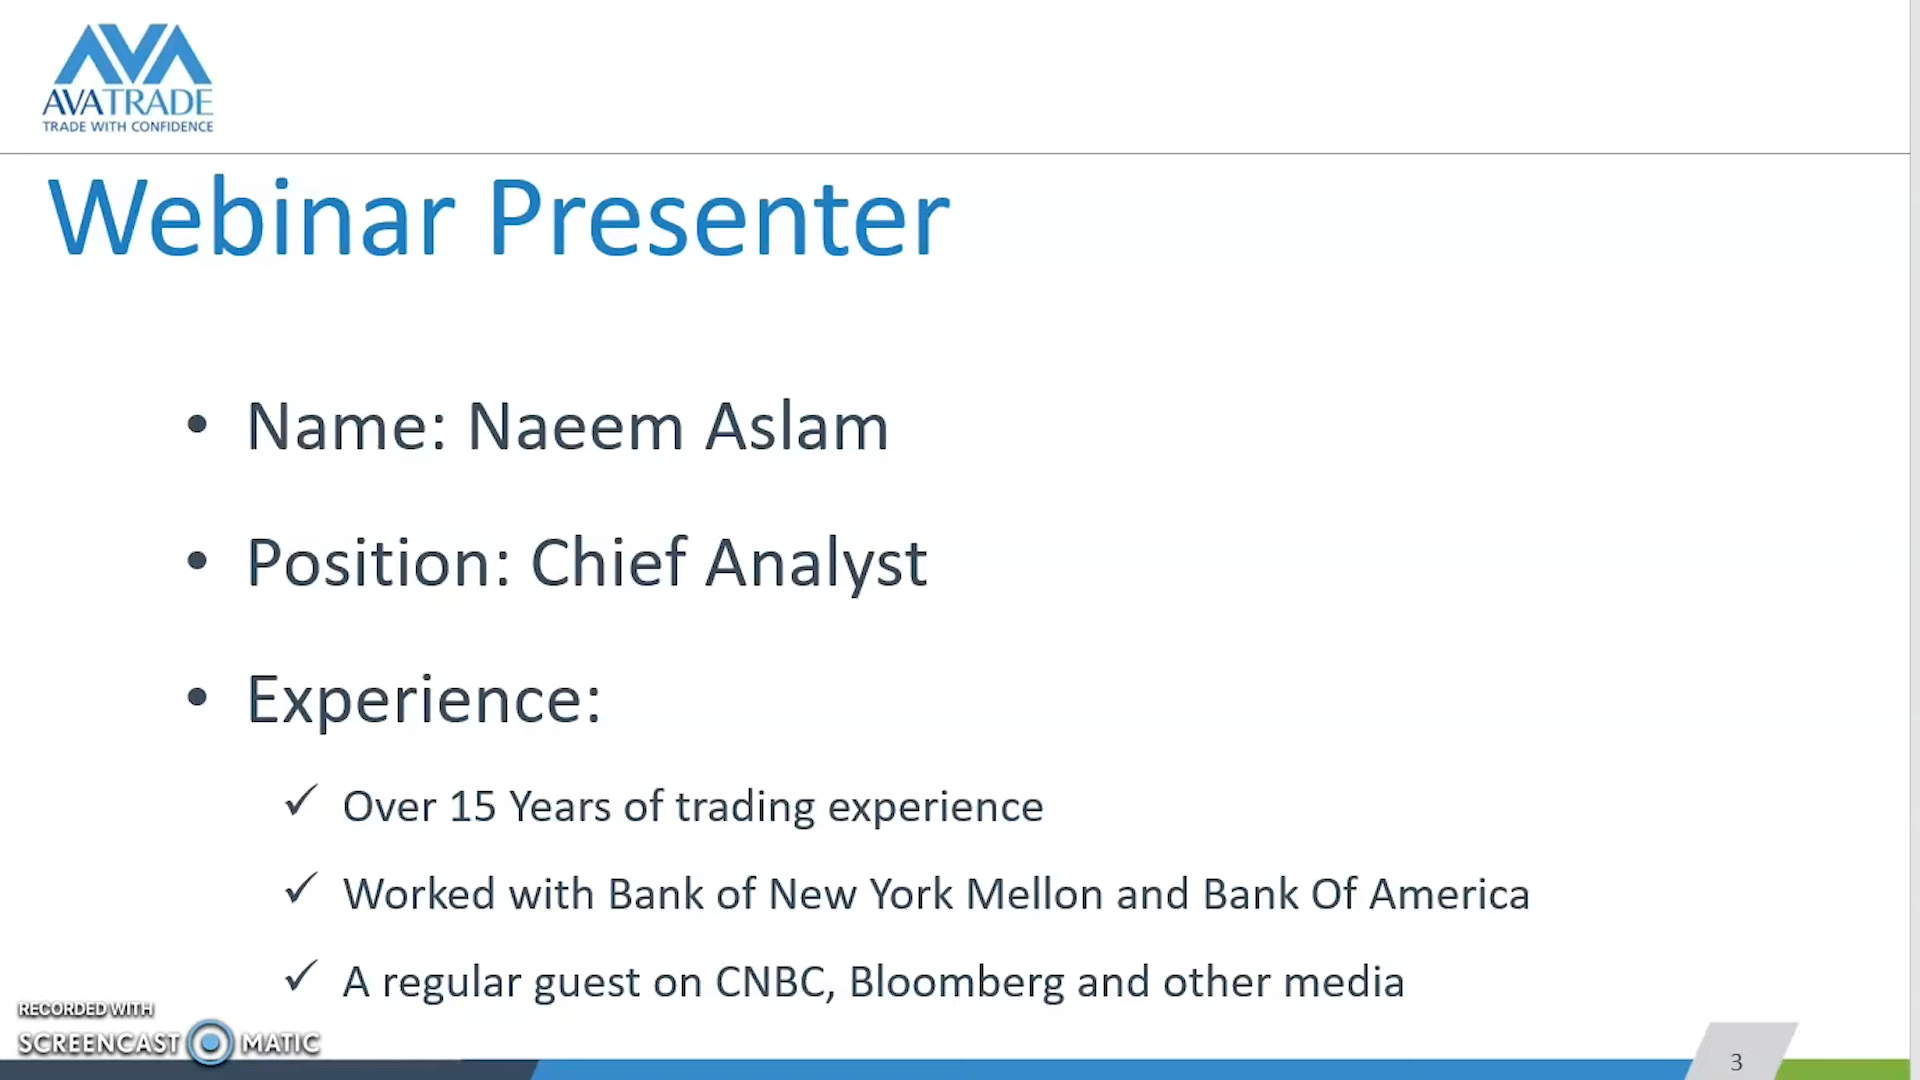 AVATRADE
TRADE WITH CONFIDENCE
Webinar Presenter
• Name: Naeem Aslam
• Position: Chief Analyst
• Experience:
✓ Over 15 Years of trading experience
✓ Worked with Bank of New York Mellon and Bank Of America
✓ A regular guest on CNBC, Bloomberg and other media
RECORDED WITH
SCREENCAST MATIC
3